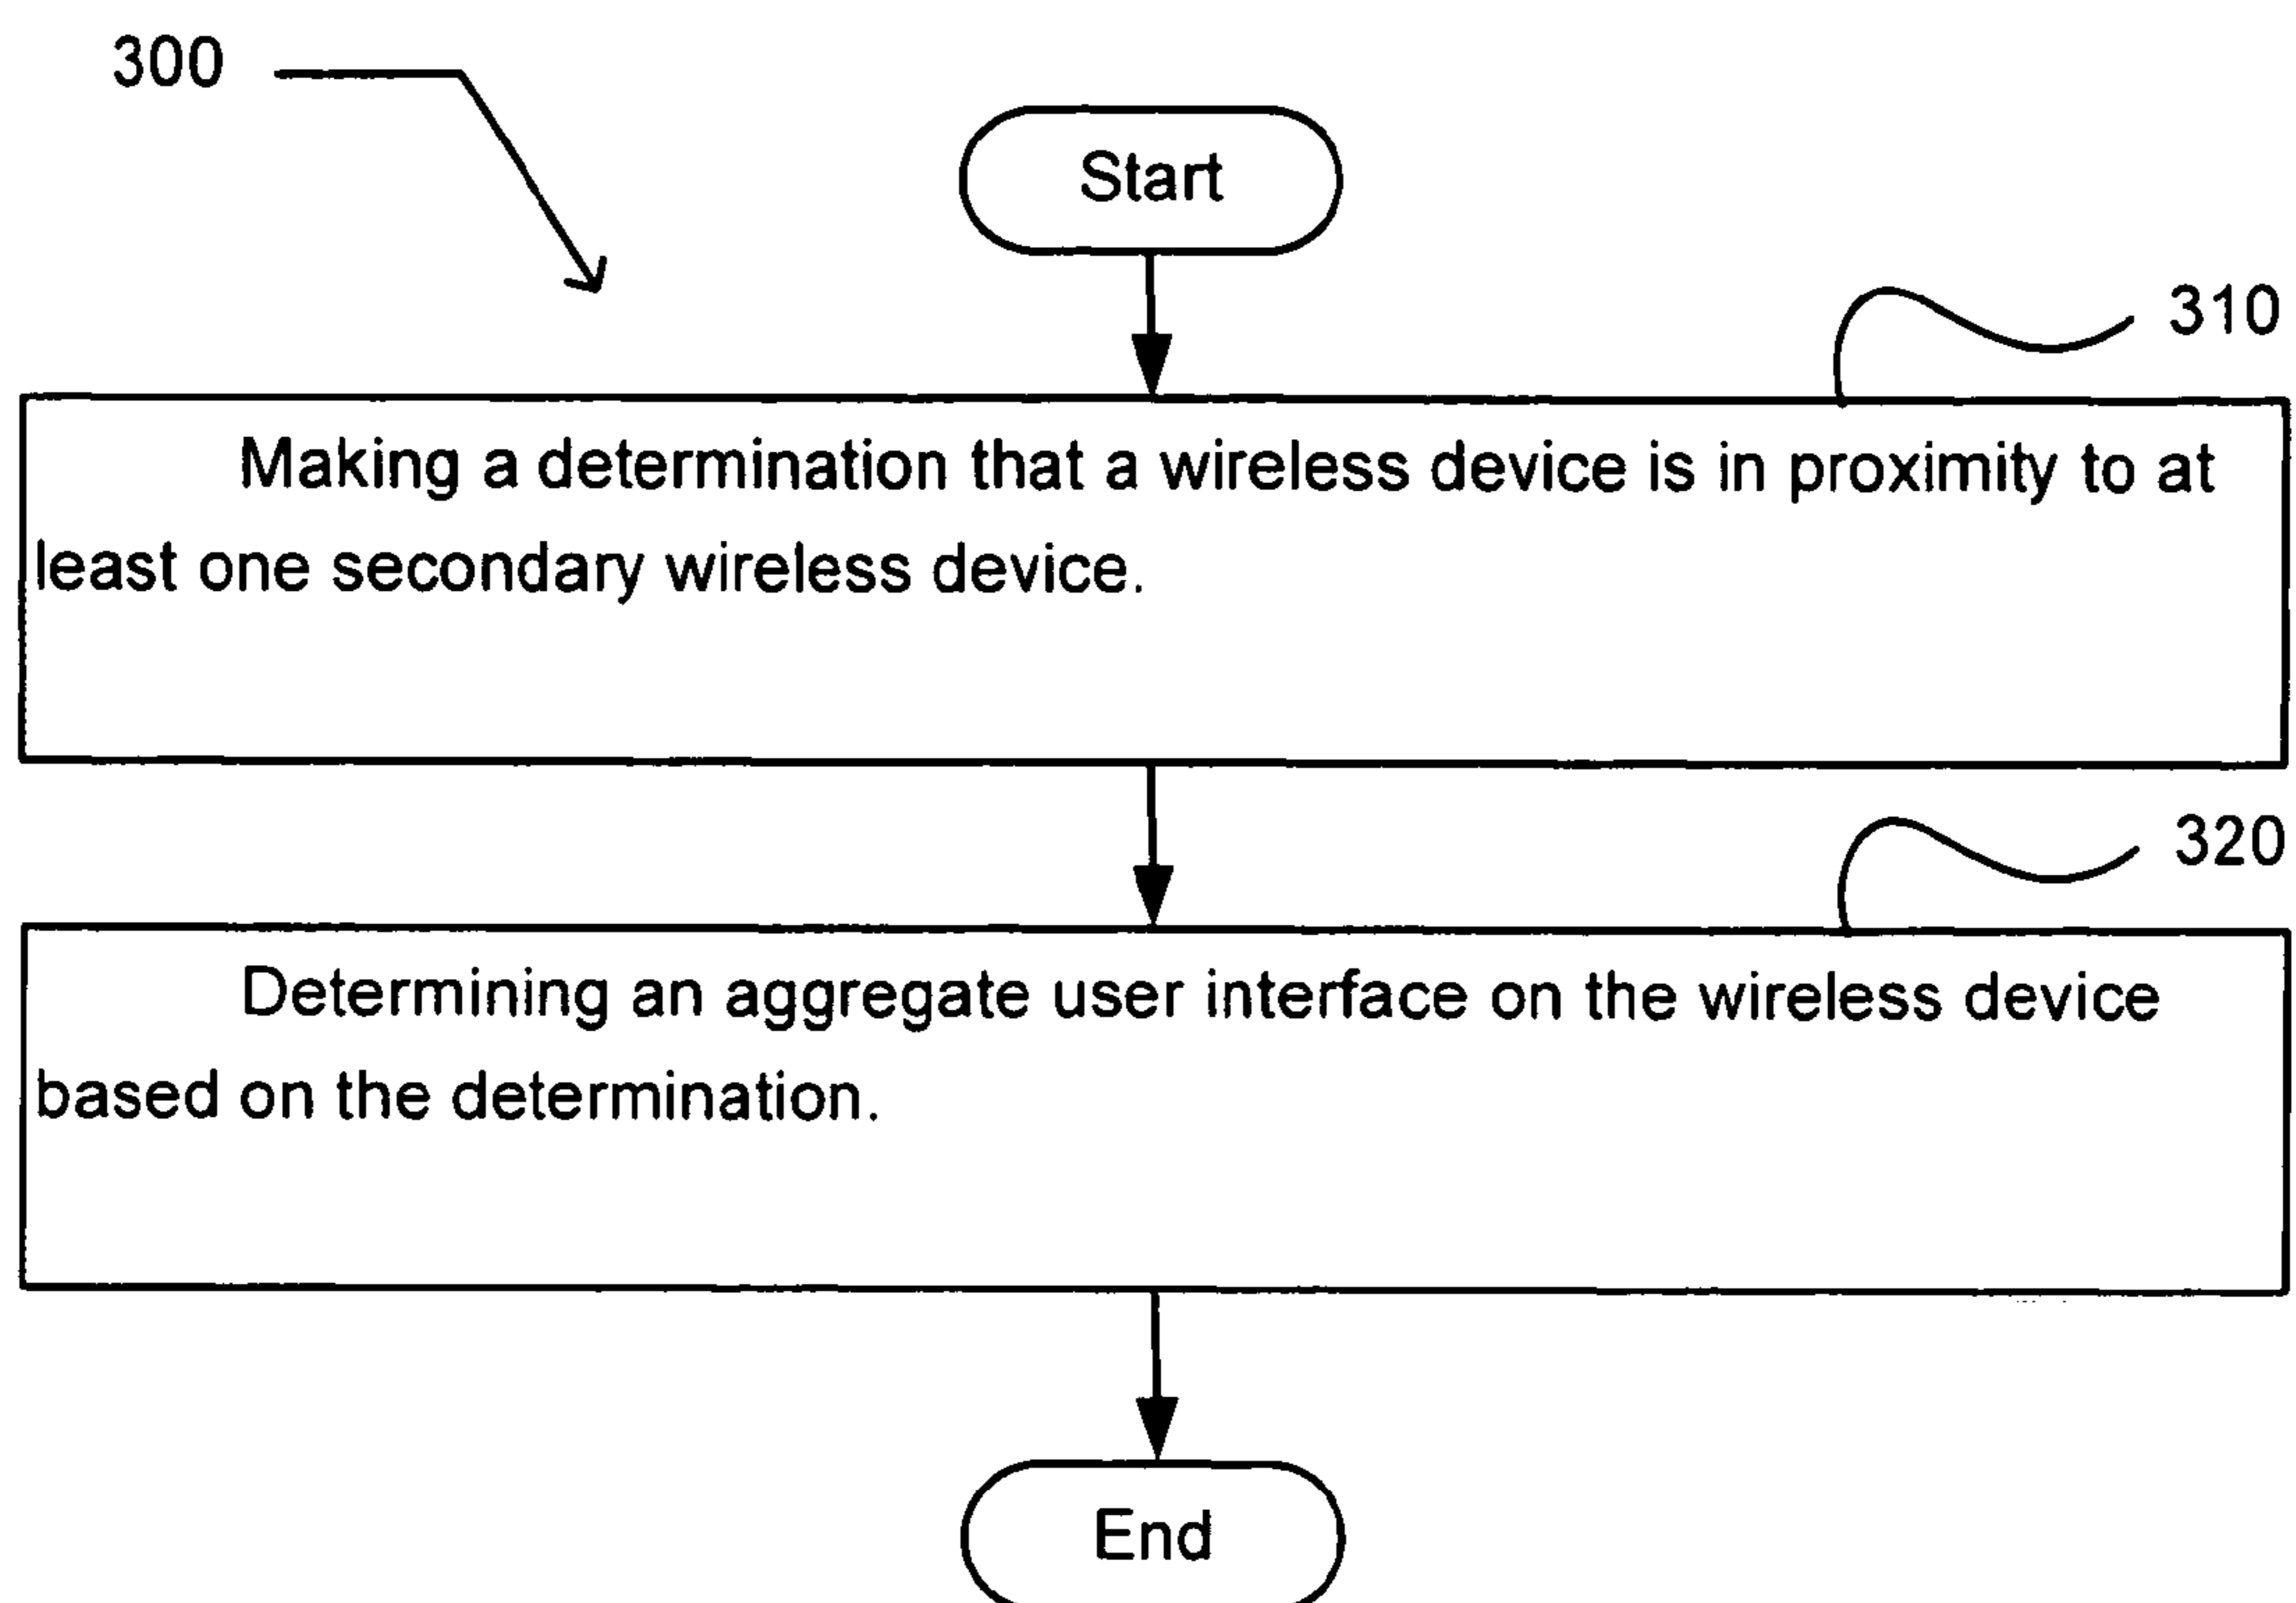 300
Start
310
Making a determination that a wireless device is in proximity to at
least one secondary wireless device.
320
Determining an aggregate user interface on the wireless device
based on the determination.
End